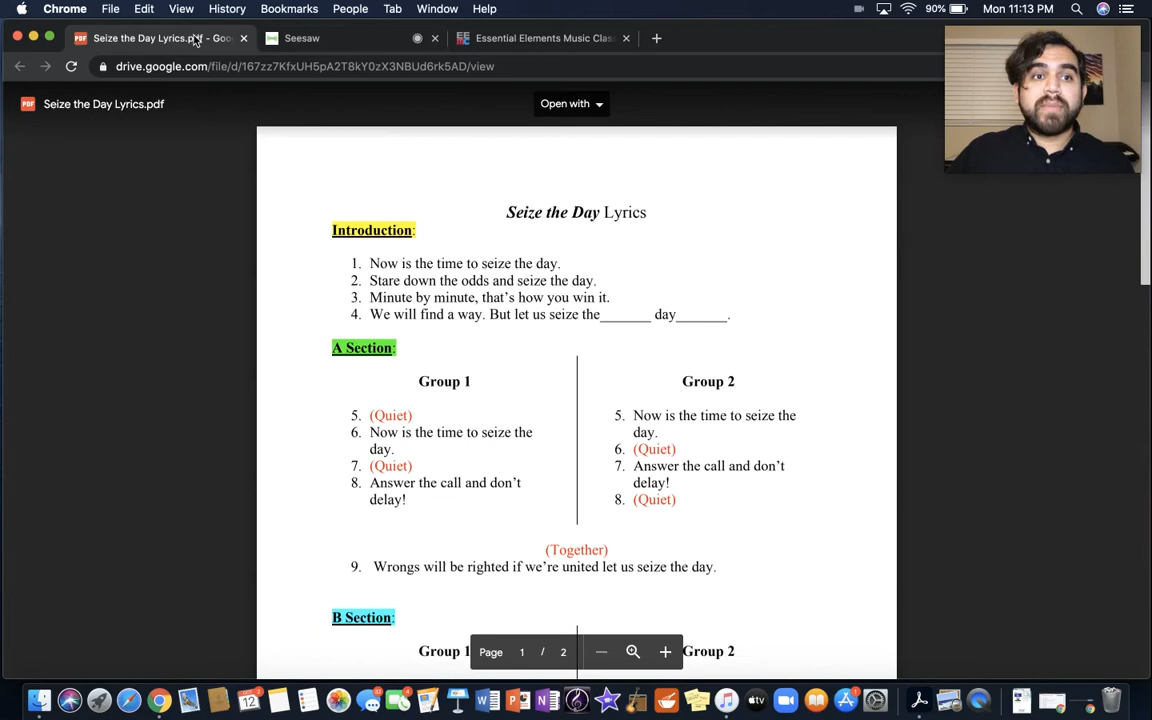 Chrome File Edit View History Bookmarks People Tab Window Help 90% Mon 11:13 PM
Seize the Day Lyrics.pdf - Goo Seesaw Essential Elements Music Clas
drive.google.com/file/d/167zz7KfxUH5pA2T8kY0zX3NBUd6rk5AD/view
PDF Seize the Day Lyrics.pdf Open with
Seize the Day Lyrics
Introduction:
1. Now is the time to seize the day.
2. Stare down the odds and seize the day.
3. Minute by minute, that's how you win it.
4. We will find a way. But let us seize the_______ day_______.
A Section:
Group 1
5. (Quiet)
6. Now is the time to seize the
day.
7. (Quiet)
8. Answer the call and don't
delay!
Group 2
5. Now is the time to seize the
day.
6. (Quiet)
7. Answer the call and don't
delay!
8. (Quiet)
(Together)
9. Wrongs will be righted if we're united let us seize the day.
B Section:
Group 1 Group 2
Page 1 / 2